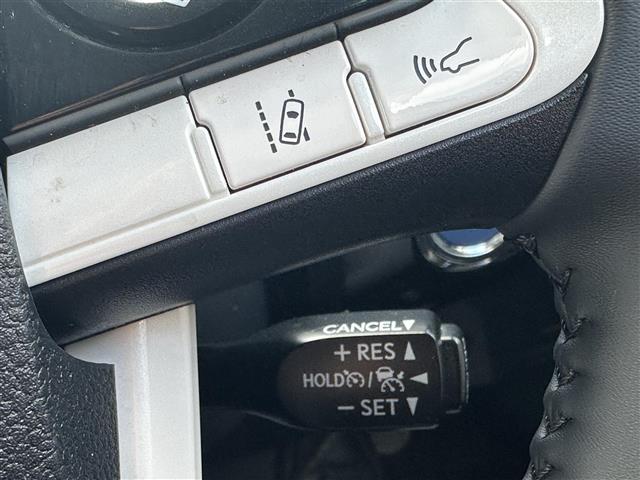 CANCEL▼
+ RES ▲
HOLD / ◄
− SET ▼